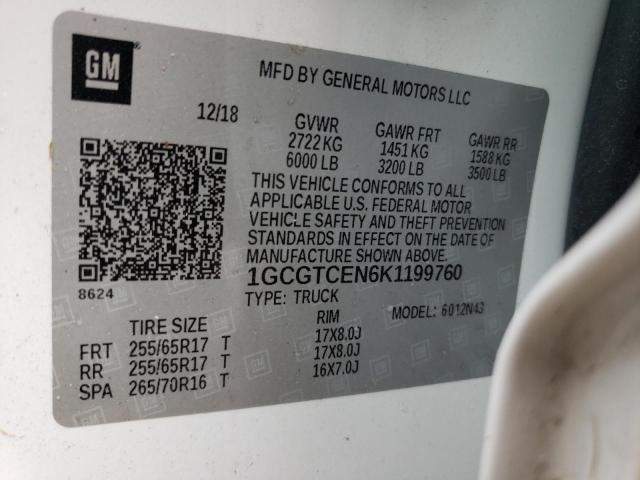 GM
MFD BY GENERAL MOTORS LLC
12/18
GVWR GAWR FRT GAWR RR
2722 KG 1451 KG 1588 KG
6000 LB 3200 LB 3500 LB
THIS VEHICLE CONFORMS TO ALL
APPLICABLE U.S. FEDERAL MOTOR
VEHICLE SAFETY AND THEFT PREVENTION
STANDARDS IN EFFECT ON THE DATE OF
MANUFACTURE SHOWN ABOVE.
8624
1GCGTCEN6K1199760
TYPE: TRUCK MODEL: 6012N43
TIRE SIZE RIM
FRT 255/65R17 T 17X8.0J
RR 255/65R17 T 17X8.0J
SPA 265/70R16 T 16X7.0J